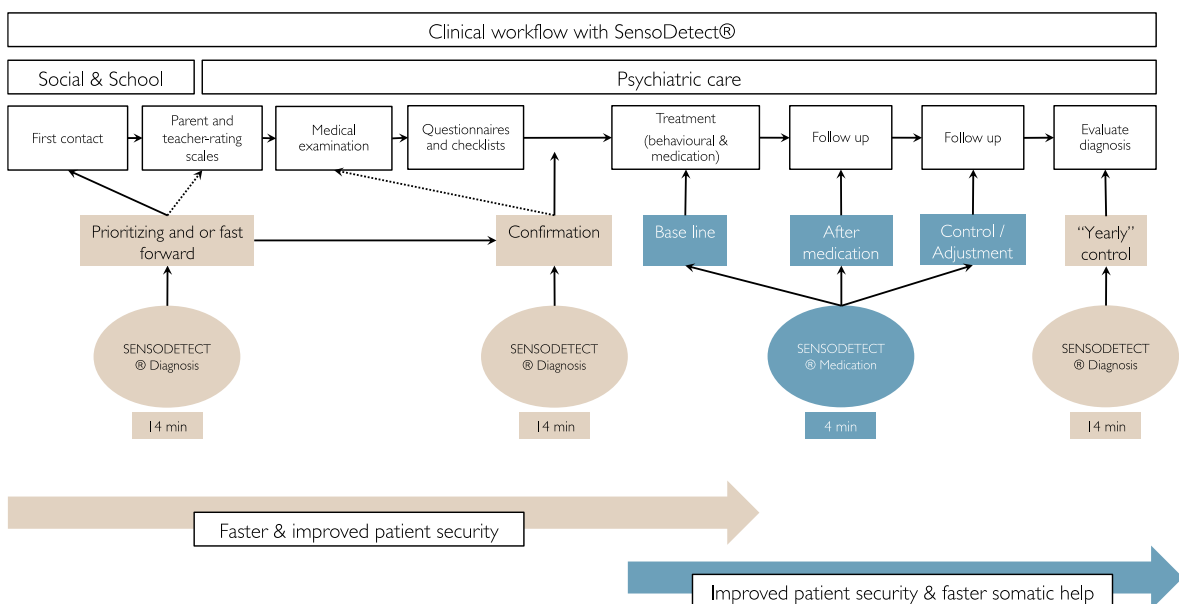 Clinical workflow with SensoDetect®
Social & School
Psychiatric care
First contact
Parent and
teacher-rating
scales
Medical
examination
Questionnaires
and checklists
Treatment
(behavioural &
medication)
Follow up
Follow up
Evaluate
diagnosis
Prioritizing and or fast
forward
Confirmation
Base line
After
medication
Control /
Adjustment
“Yearly”
control
SENSODETECT
® Diagnosis
SENSODETECT
® Diagnosis
SENSODETECT
® Medication
SENSODETECT
® Diagnosis
14 min
14 min
4 min
14 min
Faster & improved patient security
Improved patient security & faster somatic help